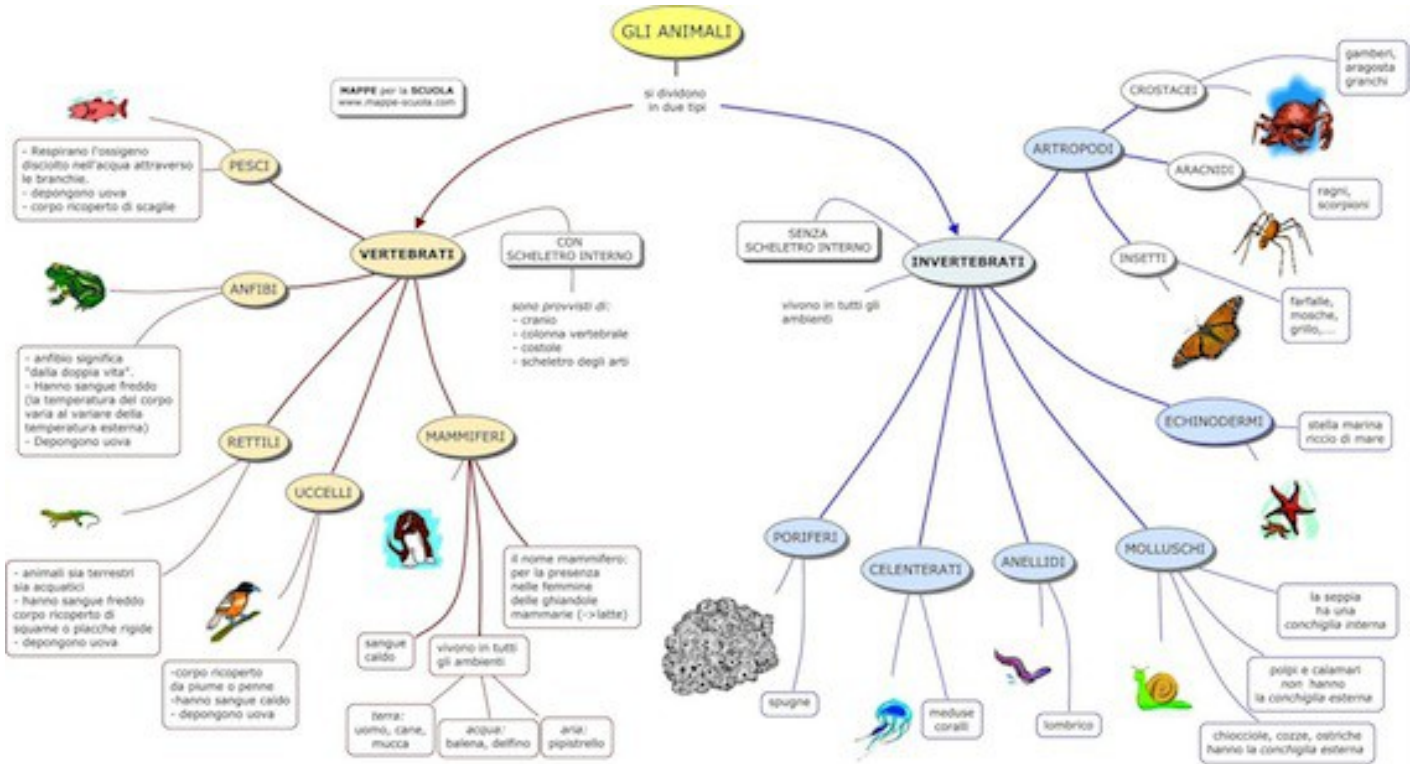 GLI ANIMALI
si dividono
in due tipi
MAPPE per la SCUOLA
www.mappe-scuola.com
PESCI
- Respirano l'ossigeno
disciolto nell'acqua attraverso
le branchie.
- depongono uova
- corpo ricoperto di scaglie
VERTEBRATI
CON
SCHELETRO INTERNO
sono provvisti di:
- cranio
- colonna vertebrale
- costole
- scheletro degli arti
ANFIBI
- anfibio significa
"dalla doppia vita".
- Hanno sangue freddo
(la temperatura del corpo
varia al variare della
temperatura esterna)
- Depongono uova
RETTILI
- animali sia terrestri
sia acquatici
- hanno sangue freddo
corpo ricoperto di
squame o placche rigide
- depongono uova
UCCELLI
-corpo ricoperto
da piume o penne
-hanno sangue caldo
- depongono uova
MAMMIFERI
sangue
caldo
vivono in tutti
gli ambienti
il nome mammifero:
per la presenza
nelle femmine
delle ghiandole
mammarie (->latte)
terra:
uomo, cane,
mucca
acqua:
balena, delfino
aria:
pipistrello
INVERTEBRATI
SENZA
SCHELETRO INTERNO
vivono in tutti gli
ambienti
ARTROPODI
CROSTACEI
gamberi,
aragosta
granchi
ARACNIDI
ragni,
scorpioni
INSETTI
farfalle,
mosche,
grillo,...
ECHINODERMI
stella marina
riccio di mare
PORIFERI
spugne
CELENTERATI
meduse
coralli
ANELLIDI
lombrico
MOLLUSCHI
la seppia
ha una
conchiglia interna
polpi e calamari
non hanno
la conchiglia esterna
chiocciole, cozze, ostriche
hanno la conchiglia esterna